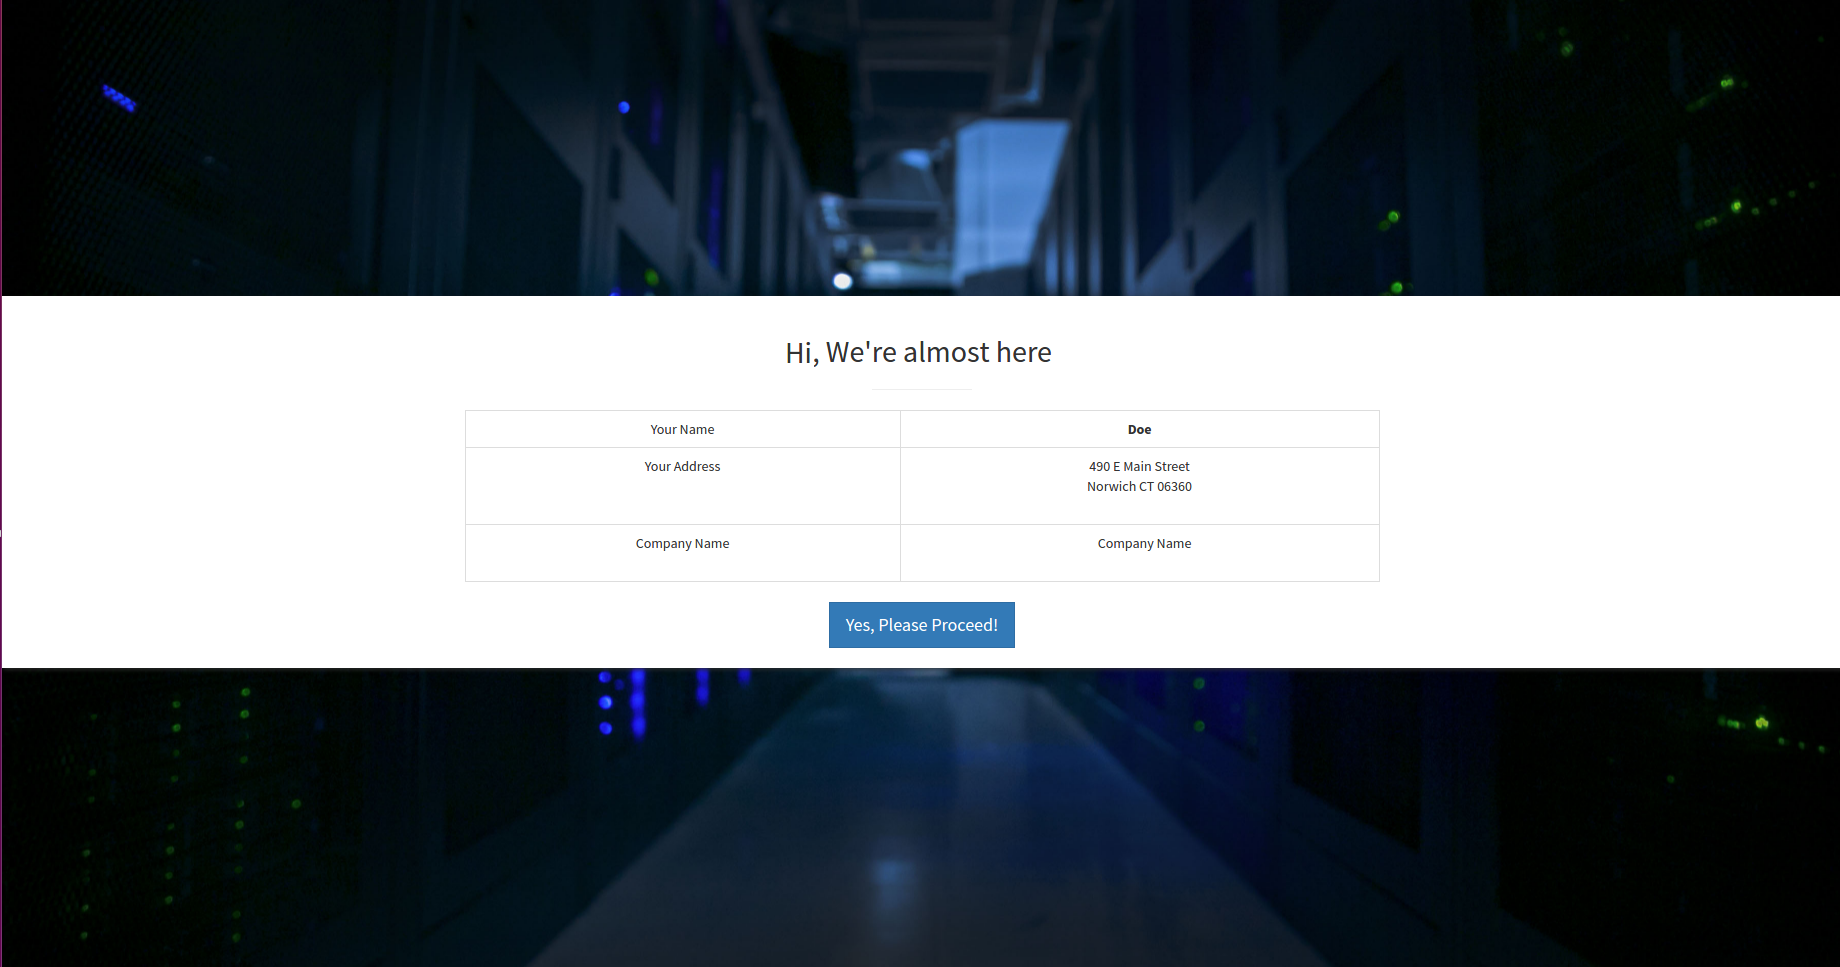 Hi, We're almost here
Your Name
Doe
Your Address
490 E Main Street
Norwich CT 06360
Company Name
Company Name
Yes, Please Proceed!